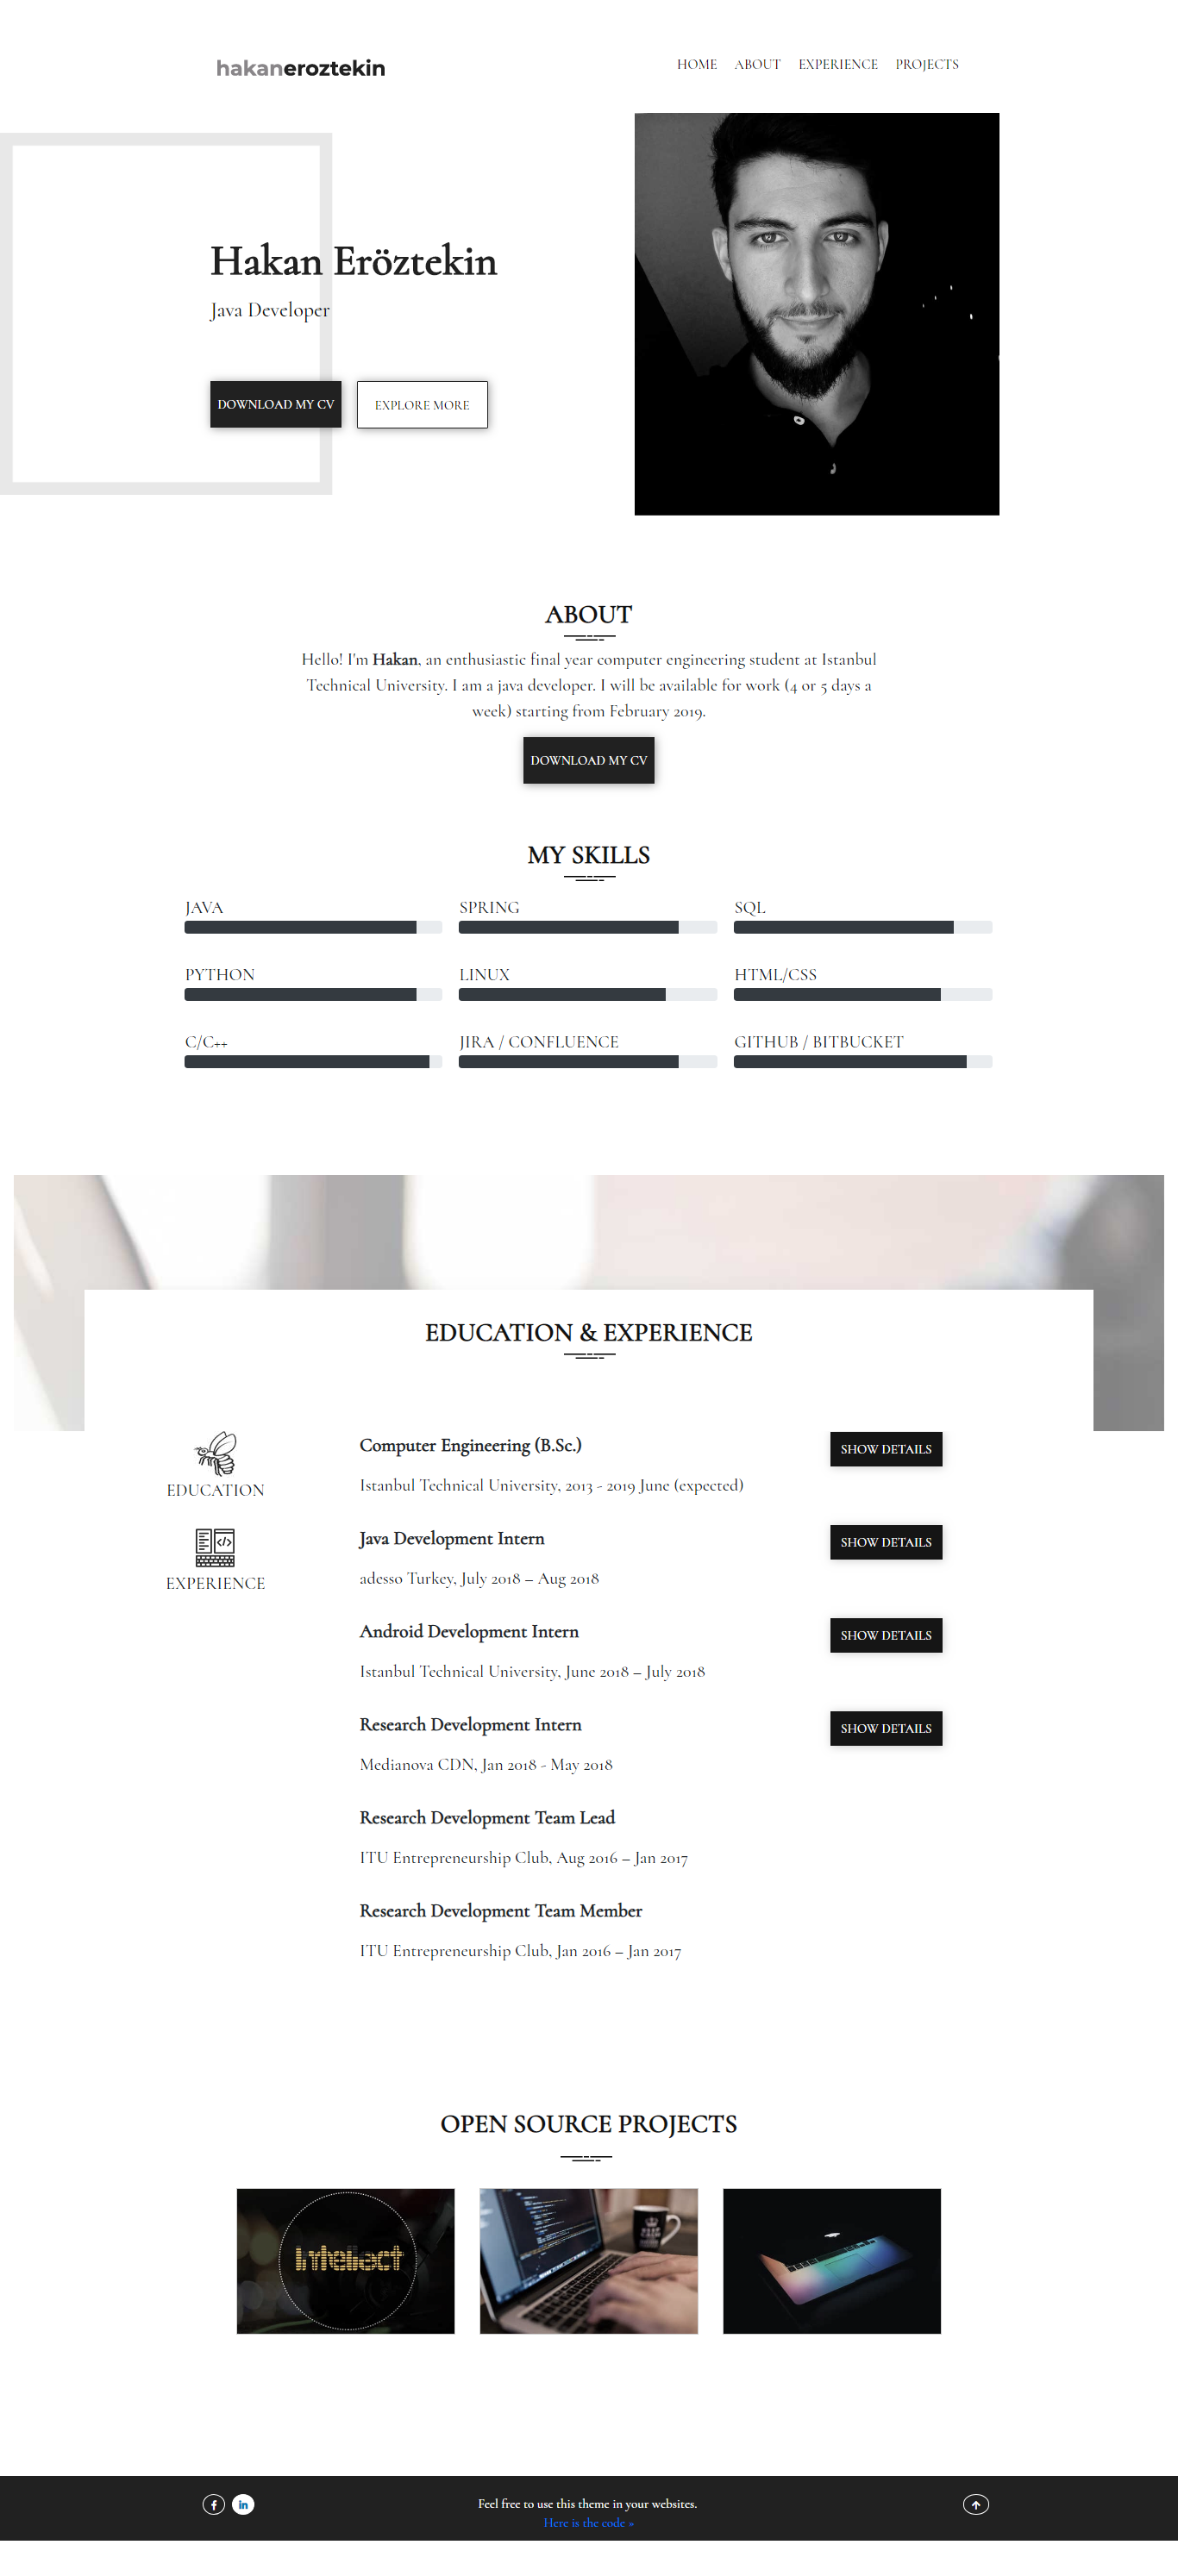 hakaneroztekin
HOME ABOUT EXPERIENCE PROJECTS
Hakan Eröztekin
Java Developer
DOWNLOAD MY CV
EXPLORE MORE
ABOUT
Hello! I'm Hakan, an enthusiastic final year computer engineering student at Istanbul
Technical University. I am a java developer. I will be available for work (4 or 5 days a
week) starting from February 2019.
DOWNLOAD MY CV
MY SKILLS
JAVA
SPRING
SQL
PYTHON
LINUX
HTML/CSS
C/C++
JIRA / CONFLUENCE
GITHUB / BITBUCKET
EDUCATION & EXPERIENCE
EDUCATION
EXPERIENCE
Computer Engineering (B.Sc.)
SHOW DETAILS
Istanbul Technical University, 2013 - 2019 June (expected)
Java Development Intern
SHOW DETAILS
adesso Turkey, July 2018 – Aug 2018
Android Development Intern
SHOW DETAILS
Istanbul Technical University, June 2018 – July 2018
Research Development Intern
SHOW DETAILS
Medianova CDN, Jan 2018 - May 2018
Research Development Team Lead
ITU Entrepreneurship Club, Aug 2016 – Jan 2017
Research Development Team Member
ITU Entrepreneurship Club, Jan 2016 – Jan 2017
OPEN SOURCE PROJECTS
intellect
Feel free to use this theme in your websites.
Here is the code »